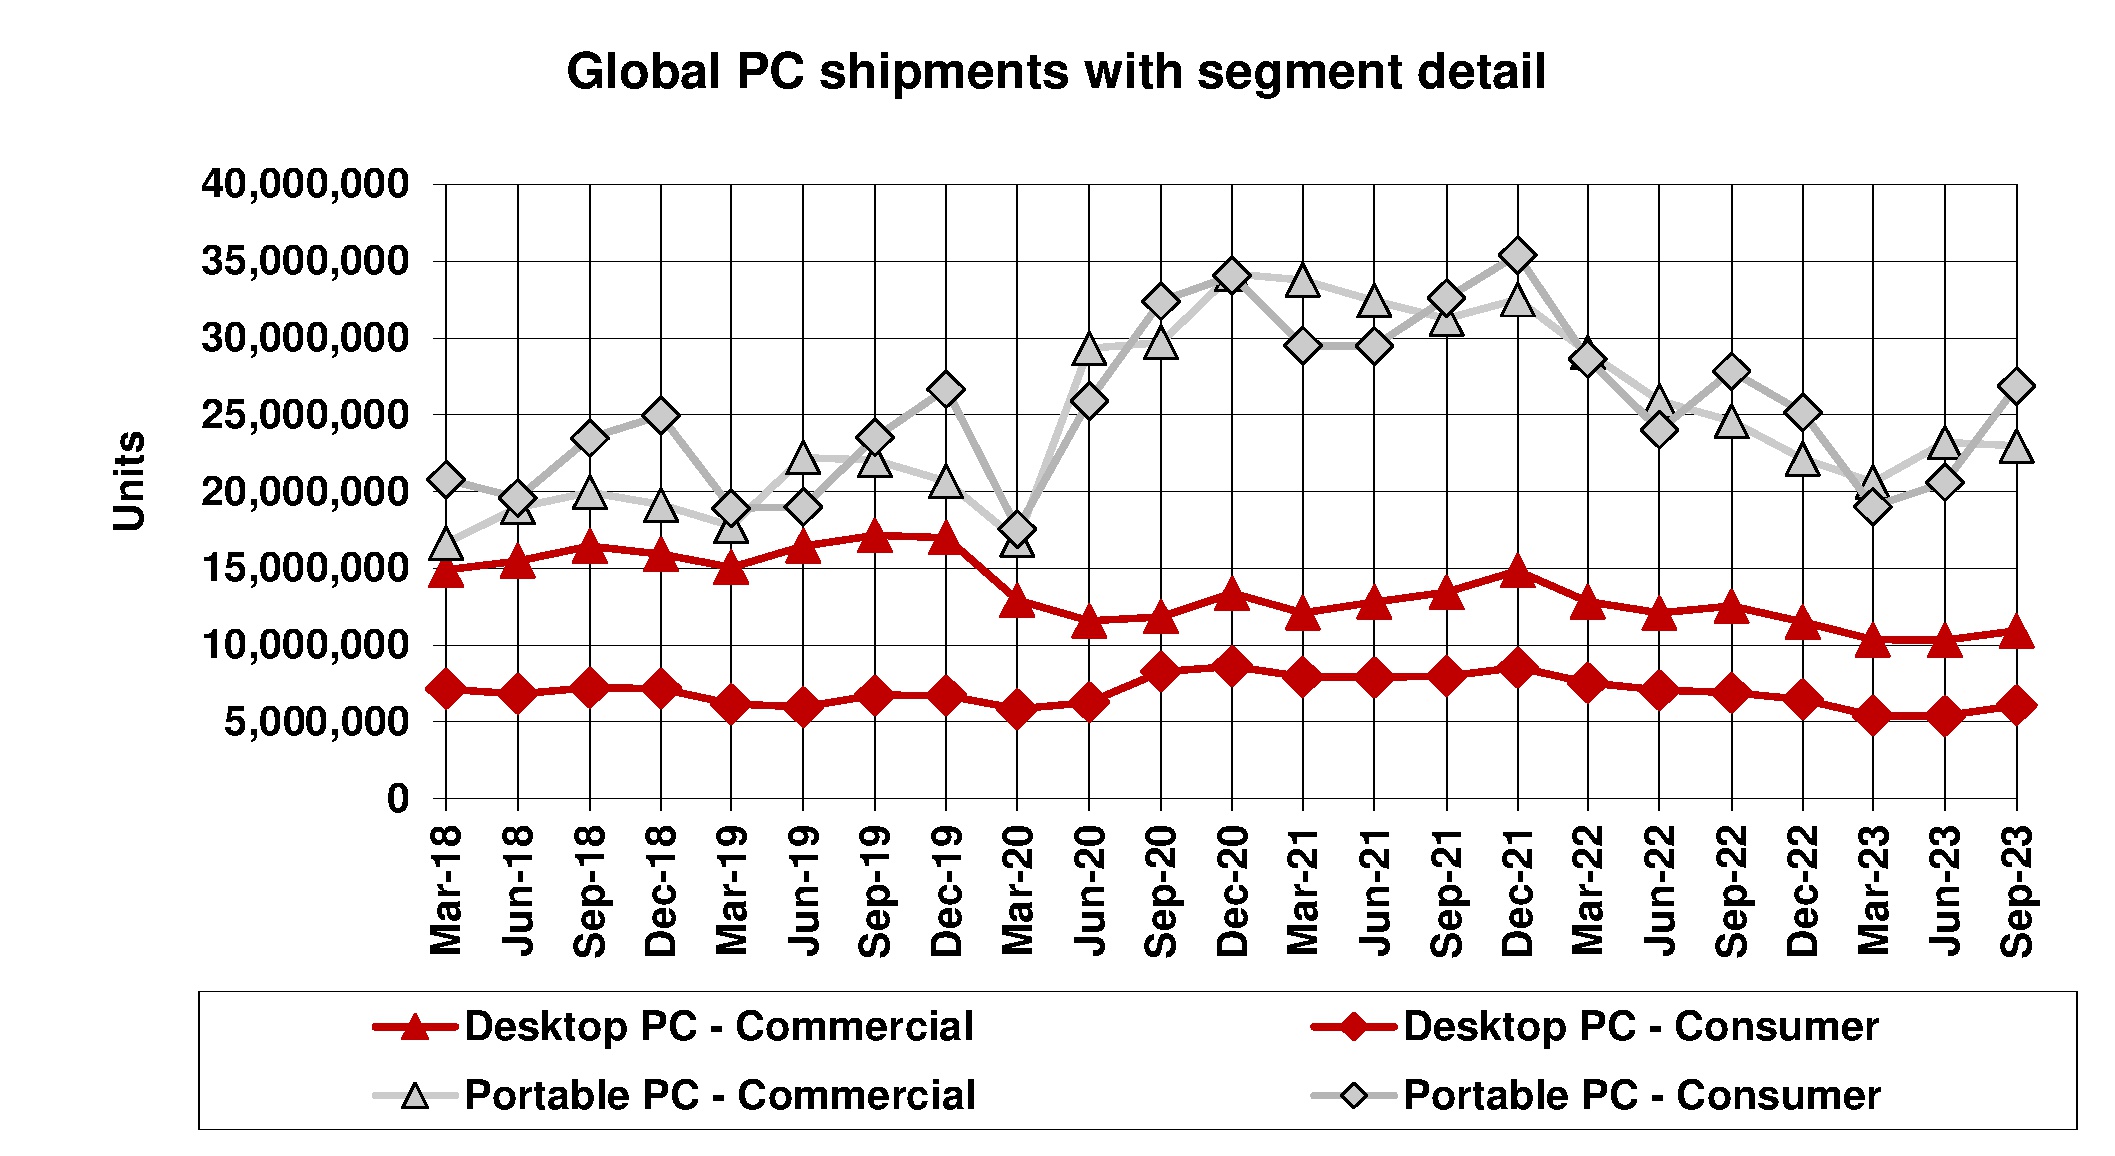 Global PC shipments with segment detail
40,000,000
35,000,000
30,000,000
25,000,000
20,000,000
15,000,000
10,000,000
5,000,000
0
Units
Mar-18
Jun-18
Sep-18
Dec-18
Mar-19
Jun-19
Sep-19
Dec-19
Mar-20
Jun-20
Sep-20
Dec-20
Mar-21
Jun-21
Sep-21
Dec-21
Mar-22
Jun-22
Sep-22
Dec-22
Mar-23
Jun-23
Sep-23
Desktop PC - Commercial
Desktop PC - Consumer
Portable PC - Commercial
Portable PC - Consumer